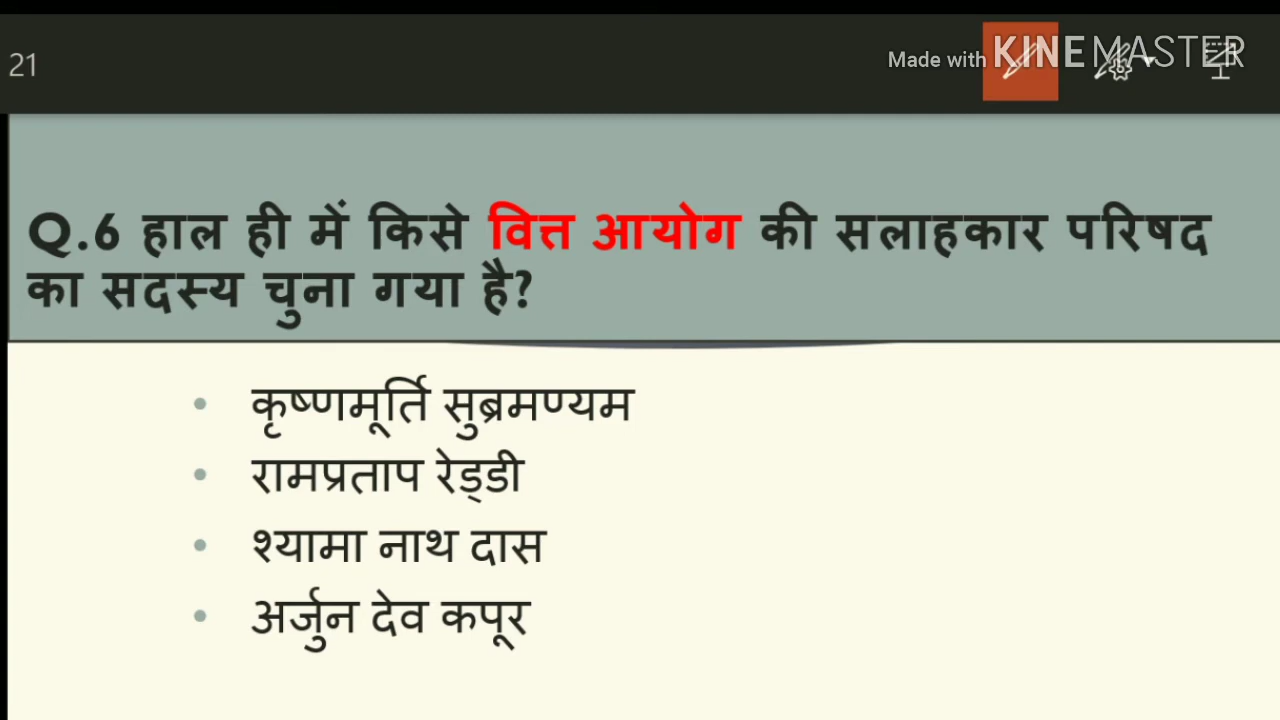 21
Made with KINEMASTER
Q.6 हाल ही में किसे वित्त आयोग की सलाहकार परिषद
का सदस्य चुना गया है?
• कृष्णमूर्ति सुब्रमण्यम
• रामप्रताप रेड्डी
• श्यामा नाथ दास
• अर्जुन देव कपूर